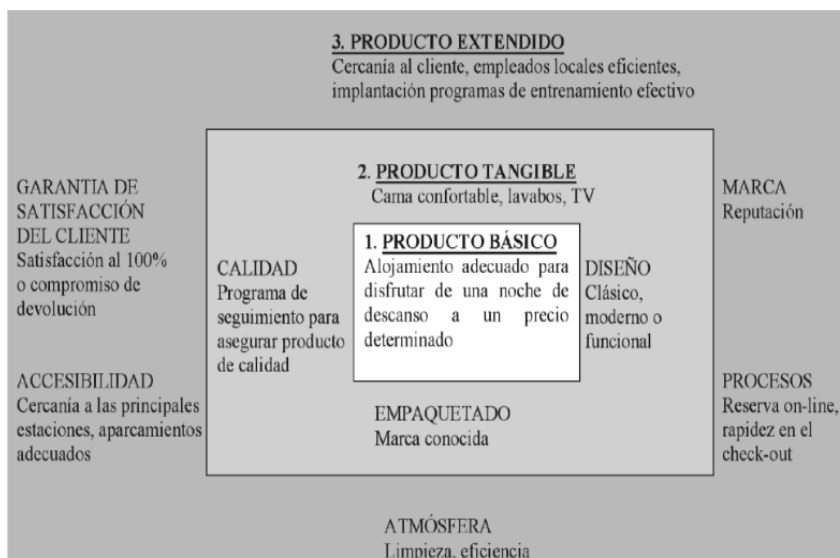 3. PRODUCTO EXTENDIDO
Cercanía al cliente, empleados locales eficientes,
implantación programas de entrenamiento efectivo
2. PRODUCTO TANGIBLE
Cama confortable, lavabos, TV
GARANTIA DE
SATISFACCIÓN
DEL CLIENTE
Satisfacción al 100%
o compromiso de
devolución
MARCA
Reputación
1. PRODUCTO BÁSICO
Alojamiento adecuado para
disfrutar de una noche de
descanso a un precio
determinado
CALIDAD
Programa de
seguimiento para
asegurar producto
de calidad
DISEÑO
Clásico,
moderno o
funcional
ACCESIBILIDAD
Cercanía a las principales
estaciones, aparcamientos
adecuados
EMPAQUETADO
Marca conocida
PROCESOS
Reserva on-line,
rapidez en el
check-out
ATMÓSFERA
Limpieza, eficiencia